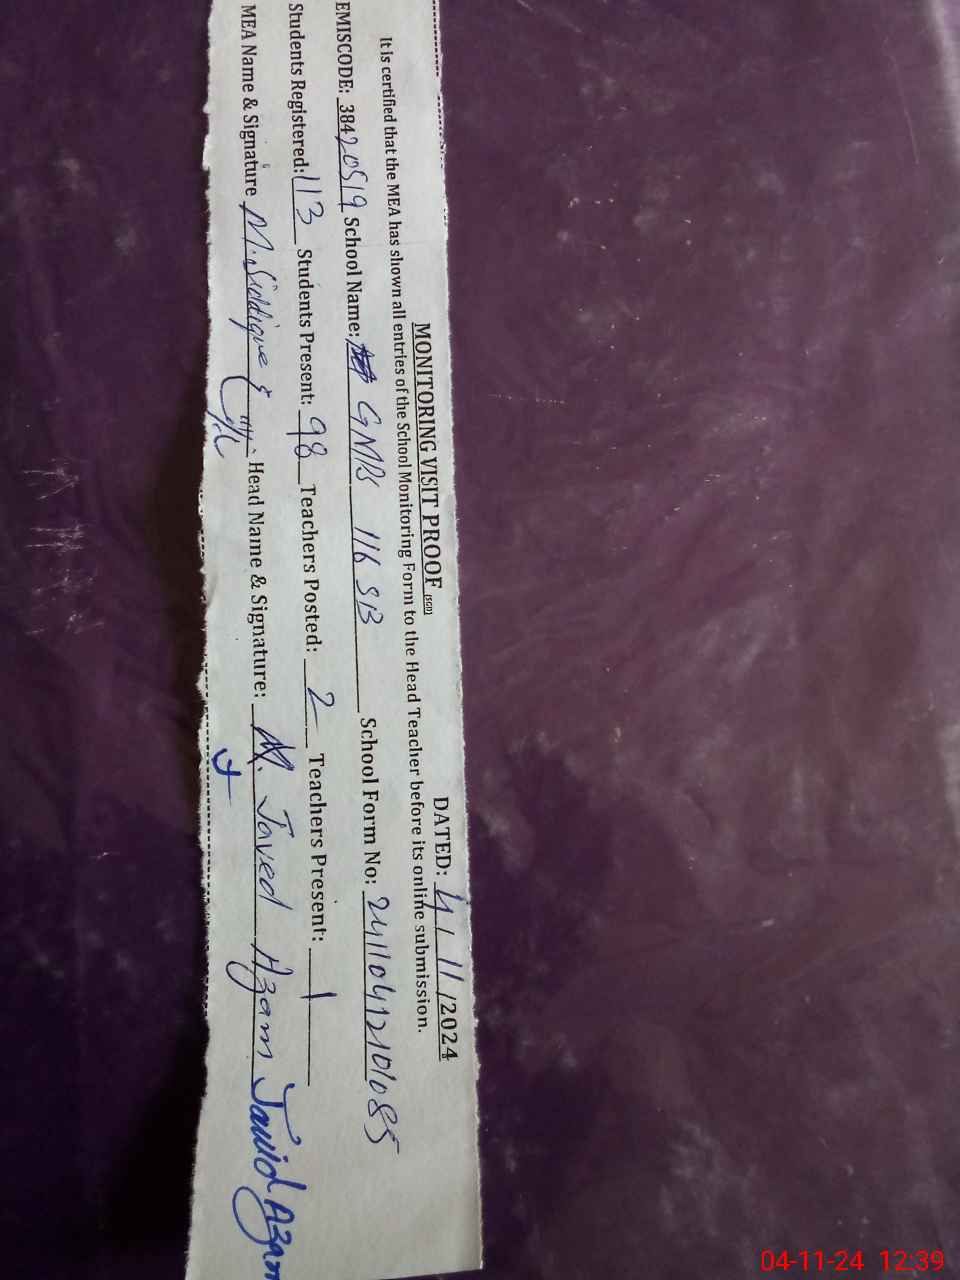 MONITORING VISIT PROOF (SGD) DATED: 4/11/2024
It is certified that the MEA has shown all entries of the School Monitoring Form to the Head Teacher before its online submission.
EMISCODE: 38420519 School Name: GMPS 116 SB School Form No: 24110412101085
Students Registered: 113 Students Present: 98 Teachers Posted: 2 Teachers Present: 1
MEA Name & Signature M. Siddique Head Name & Signature: M. Javed Azam Javid Azam
04-11-24 12:39